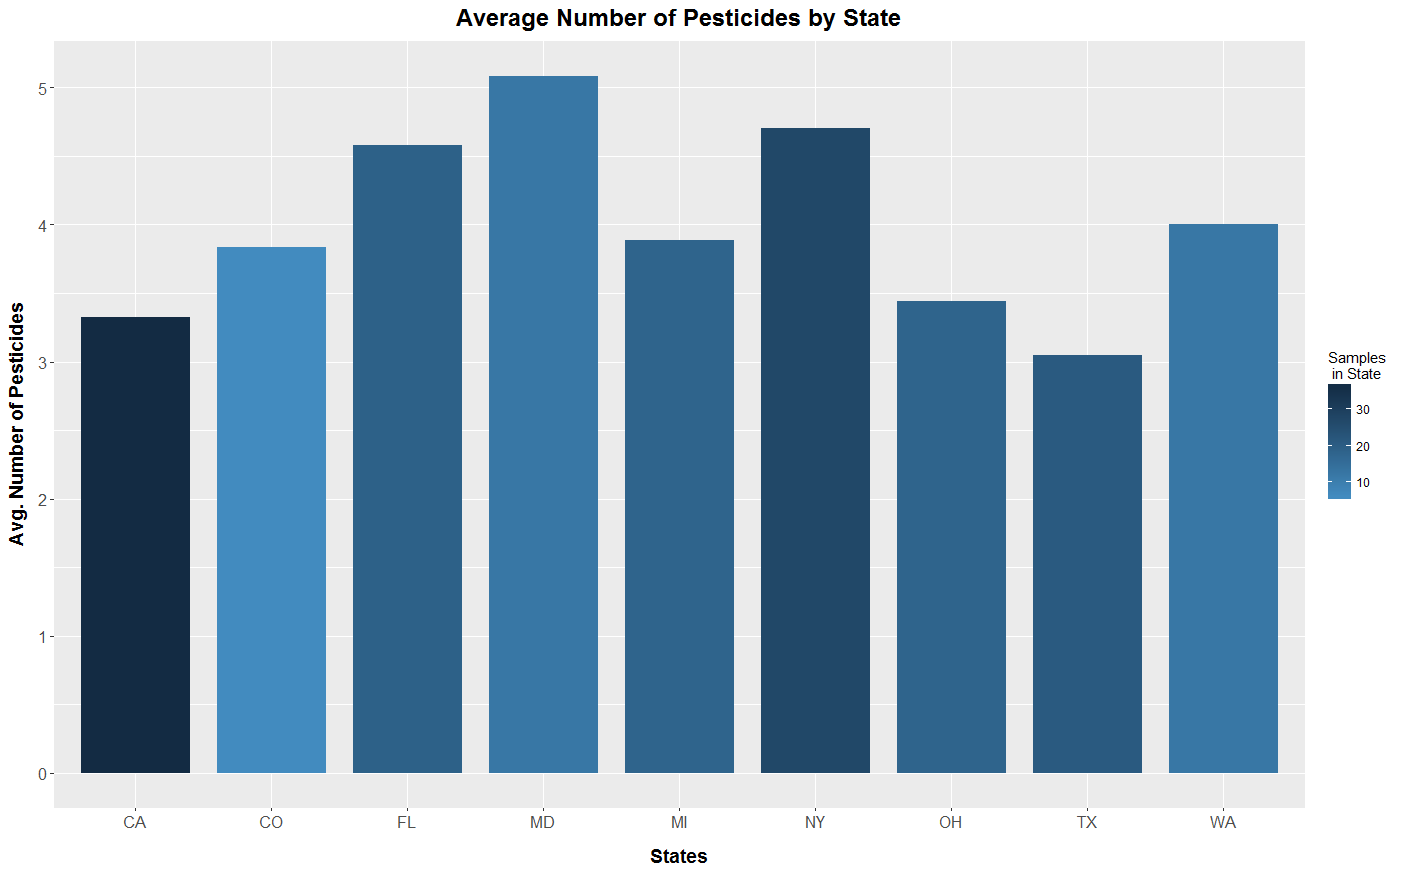 Average Number of Pesticides by State
Avg. Number of Pesticides
5
4
3
2
1
0
CA CO FL MD MI NY OH TX WA
States
Samples
in State
30
20
10